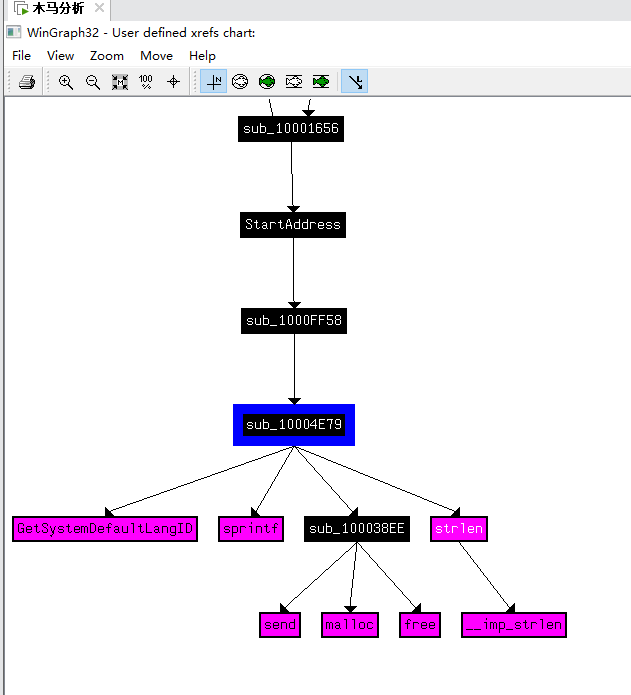 木马分析
WinGraph32 - User defined xrefs chart:
File View Zoom Move Help
100 %
N
sub_10001656
StartAddress
sub_1000FF58
sub_10004E79
GetSystemDefaultLangID sprintf sub_100038EE strlen
send malloc free __imp_strlen